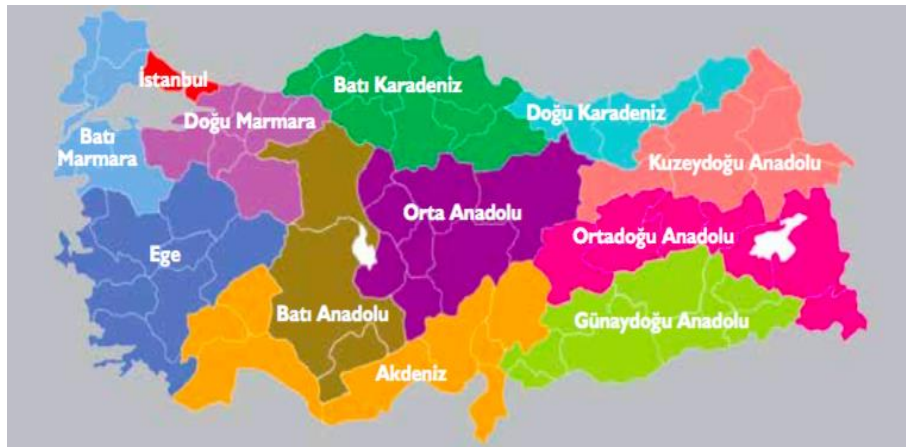 İstanbul
Batı Karadeniz
Doğu Karadeniz
Doğu Marmara
Batı
Marmara
Kuzeydoğu Anadolu
Orta Anadolu
Ortadoğu Anadolu
Ege
Batı Anadolu
Günaydoğu Anadolu
Akdeniz